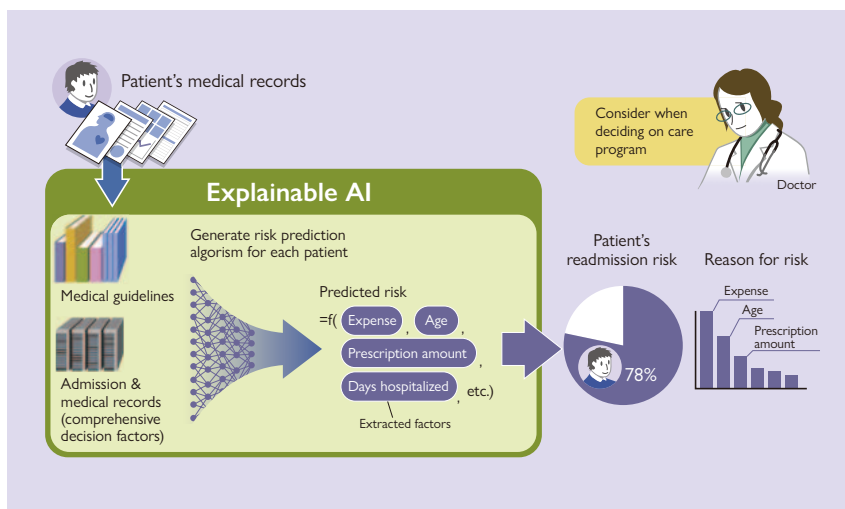 Patient's medical records
Consider when
deciding on care
program
Doctor
Explainable AI
Medical guidelines
Admission &
medical records
(comprehensive
decision factors)
Generate risk prediction
algorism for each patient
Predicted risk
=f( Expense , Age ,
Prescription amount ,
Days hospitalized , etc.)
Extracted factors
Patient's
readmission risk
78%
Reason for risk
Expense
Age
Prescription
amount